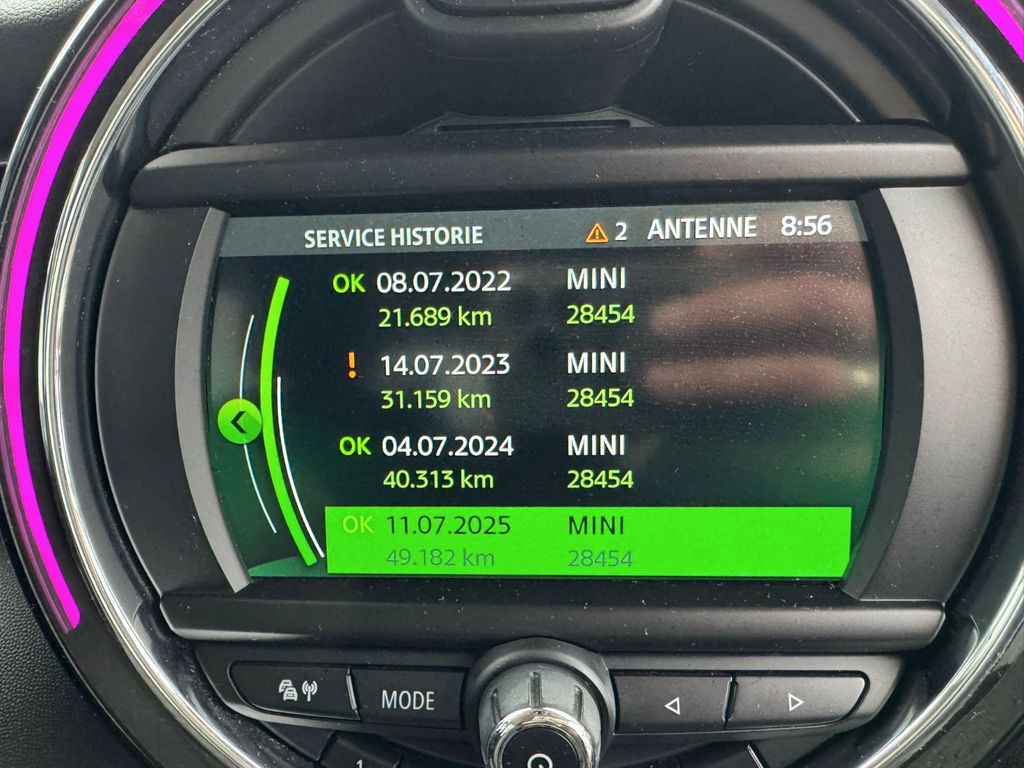 SERVICE HISTORIE 2 ANTENNE 8:56
OK 08.07.2022 MINI
21.689 km 28454
! 14.07.2023 MINI
31.159 km 28454
OK 04.07.2024 MINI
40.313 km 28454
OK 11.07.2025 MINI
49.182 km 28454
MODE